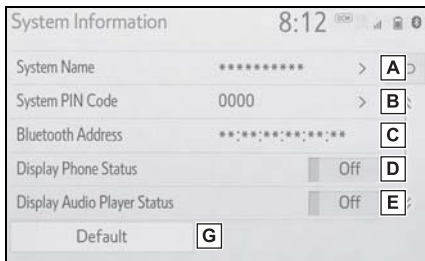 System Information 8:12 DCM
System Name ********** > A
System PIN Code 0000 > B
Bluetooth Address **:**:**:**:**:** C
Display Phone Status Off D
Display Audio Player Status Off E
Default G